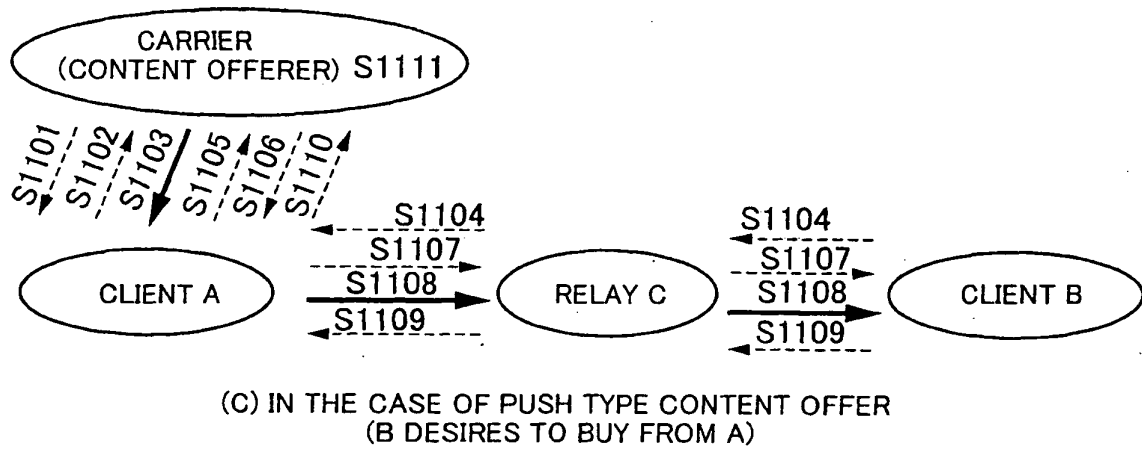 CARRIER
(CONTENT OFFERER) S1111
S1101
S1102
S1103
S1105
S1106
S1110
S1104
S1107
S1108
S1109
S1104
S1107
S1108
S1109
CLIENT A
RELAY C
CLIENT B
(C) IN THE CASE OF PUSH TYPE CONTENT OFFER
(B DESIRES TO BUY FROM A)